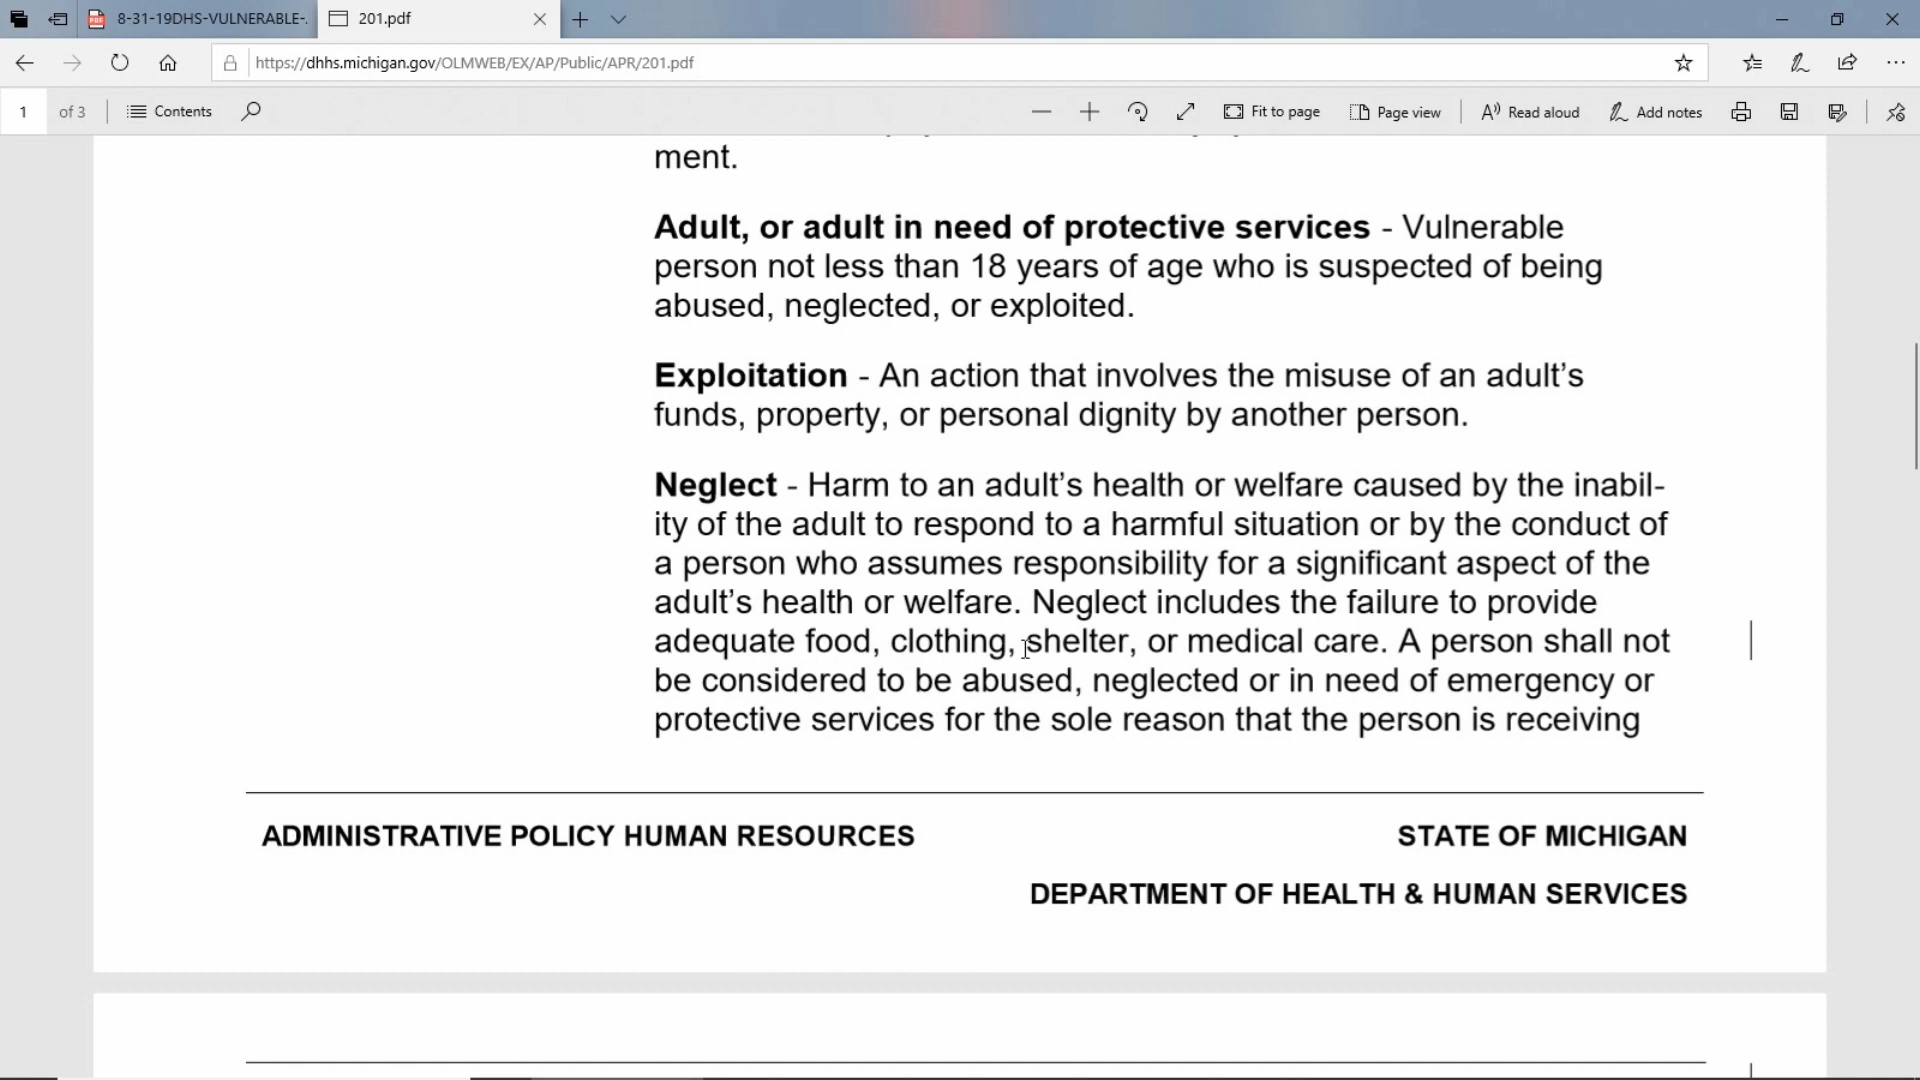 8-31-19DHS-VULNERABLE-.
201.pdf
https://dhhs.michigan.gov/OLMWEB/EX/AP/Public/APR/201.pdf
1 of 3 Contents Fit to page Page view Read aloud Add notes
ment.
Adult, or adult in need of protective services - Vulnerable
person not less than 18 years of age who is suspected of being
abused, neglected, or exploited.
Exploitation - An action that involves the misuse of an adult’s
funds, property, or personal dignity by another person.
Neglect - Harm to an adult’s health or welfare caused by the inabil-
ity of the adult to respond to a harmful situation or by the conduct of
a person who assumes responsibility for a significant aspect of the
adult’s health or welfare. Neglect includes the failure to provide
adequate food, clothing, shelter, or medical care. A person shall not
be considered to be abused, neglected or in need of emergency or
protective services for the sole reason that the person is receiving
ADMINISTRATIVE POLICY HUMAN RESOURCES
STATE OF MICHIGAN
DEPARTMENT OF HEALTH & HUMAN SERVICES